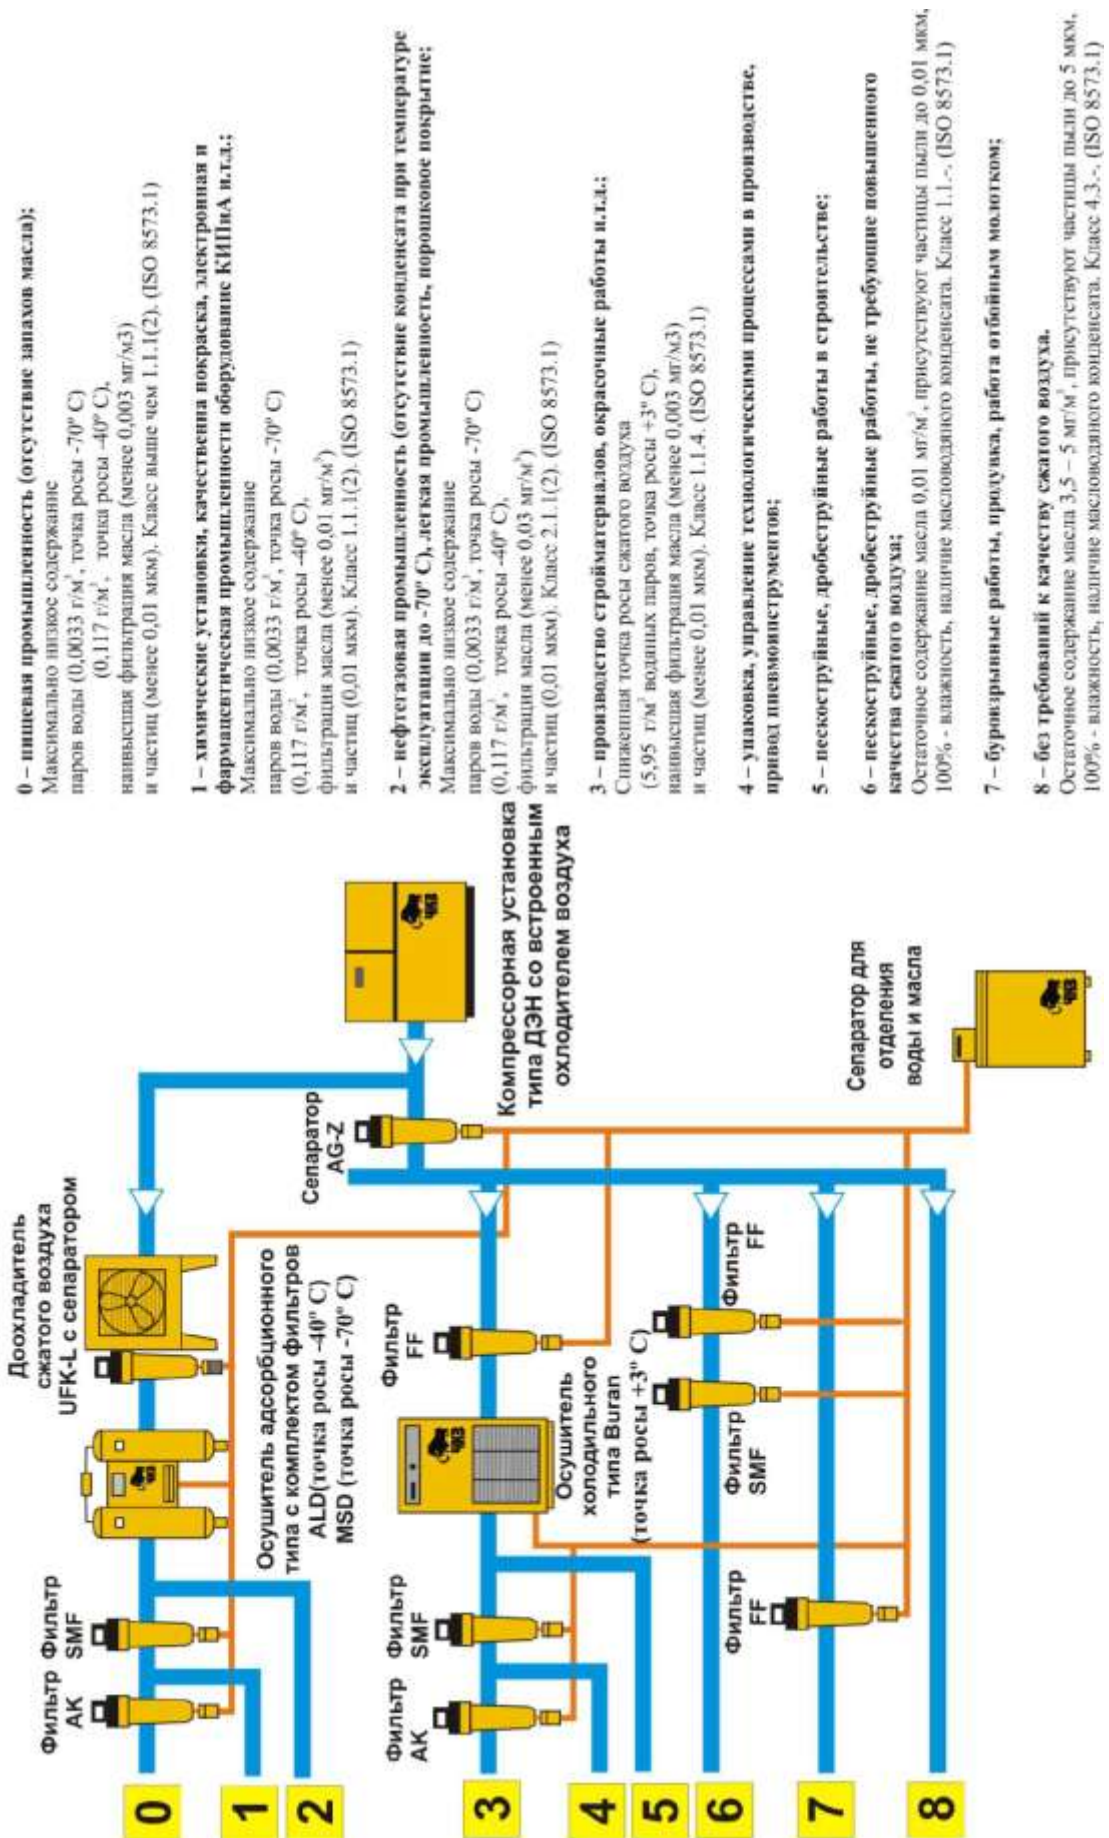 Доохладитель
сжатого воздуха
UFK-L с сепаратором
Фильтр
AK
Фильтр
SMF
Осушитель адсорбционного
типа с комплектом фильтров
ALD(точка росы -40º C)
MSD (точка росы -70º C)
Сепаратор
AG-Z
Компрессорная установка
типа ДЭН со встроенным
охлодителем воздуха
Фильтр
AK
Фильтр
SMF
Фильтр
FF
Осушитель
холодильного
типа Buran
(точка росы +3º C)
Фильтр
SMF
Фильтр
FF
Фильтр
FF
Сепаратор для
отделения
воды и масла
0
1
2
3
4
5
6
7
8
0 – пищевая промышленность (отсутствие запахов масла);
Максимально низкое содержание
паров воды (0,0033 г/м³, точка росы -70º C)
(0,117 г/м³, точка росы -40º C),
наивысшая фильтрация масла (менее 0,003 мг/м3)
и частиц (менее 0,01 мкм). Класс выше чем 1.1.1(2). (ISO 8573.1)
1 – химические установки, качественна покраска, электронная и
фармацевтическая промышленности оборудование КИПиА и.т.д.;
Максимально низкое содержание
паров воды (0,0033 г/м³, точка росы -70º C)
(0,117 г/м³, точка росы -40º C),
фильтрация масла (менее 0,01 мг/м³)
и частиц (0,01 мкм). Класс 1.1.1(2). (ISO 8573.1)
2 – нефтегазовая промышленность (отсутствие конденсата при температуре
эксплуатации до -70º C), легкая промышленность, порошковое покрытие;
Максимально низкое содержание
паров воды (0,0033 г/м³, точка росы -70º C)
(0,117 г/м³, точка росы -40º C),
фильтрация масла (менее 0,03 мг/м³)
и частиц (0,01 мкм). Класс 2.1.1(2). (ISO 8573.1)
3 – производство стройматериалов, окрасочные работы и.т.д.;
Сниженная точка росы сжатого воздуха
(5,95 г/м³ водяных паров, точка росы +3º C),
наивысшая фильтрация масла (менее 0,003 мг/м3)
и частиц (менее 0,01 мкм). Класс 1.1.4. (ISO 8573.1)
4 – упаковка, управление технологическими процессами в производстве,
привод пневмоинструментов;
5 – пескоструйные, дробеструйные работы в строительстве;
6 – пескоструйные, дробеструйные работы, не требующие повышенного
качества сжатого воздуха;
Остаточное содержание масла 0,01 мг/м³, присутствуют частицы пыли до 0,01 мкм,
100% - влажность, наличие масловодяного конденсата. Класс 1.1.-. (ISO 8573.1)
7 – буровзрывные работы, продувка, работа отбойным молотком;
8 – без требований к качеству сжатого воздуха.
Остаточное содержание масла 3,5 – 5 мг/м³, присутствуют частицы пыли до 5 мкм,
100% - влажность, наличие масловодяного конденсата. Класс 4.3.-. (ISO 8573.1)